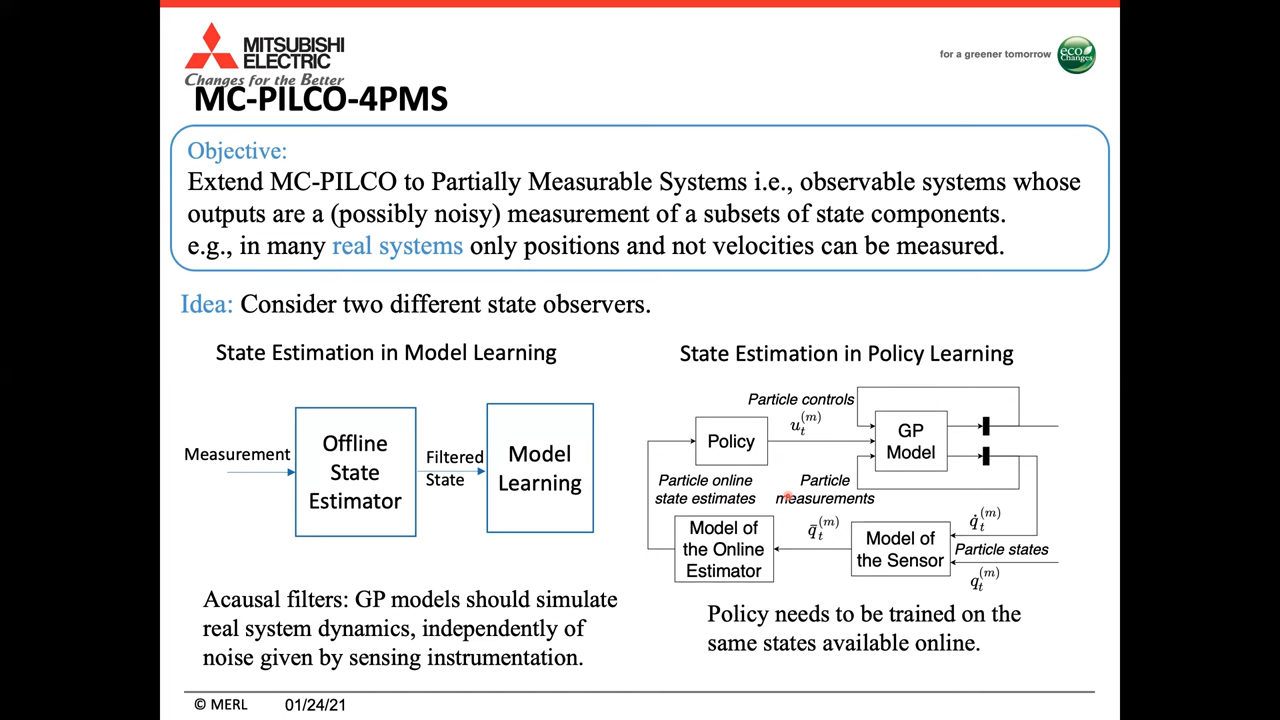 MITSUBISHI
ELECTRIC
Changes for the Better
for a greener tomorrow
eco
Changes
MC-PILCO-4PMS
Objective:
Extend MC-PILCO to Partially Measurable Systems i.e., observable systems whose
outputs are a (possibly noisy) measurement of a subsets of state components.
e.g., in many real systems only positions and not velocities can be measured.
Idea: Consider two different state observers.
State Estimation in Model Learning
Measurement
Offline
State
Estimator
Filtered
State
Model
Learning
Acausal filters: GP models should simulate
real system dynamics, independently of
noise given by sensing instrumentation.
State Estimation in Policy Learning
Particle controls
u_t^{(m)}
Policy
GP
Model
Particle online
state estimates
Particle
measurements
Model of
the Online
Estimator
q̄_t^{(m)}
Model of
the Sensor
q̇_t^{(m)}
Particle states
q_t^{(m)}
Policy needs to be trained on the
same states available online.
© MERL 01/24/21